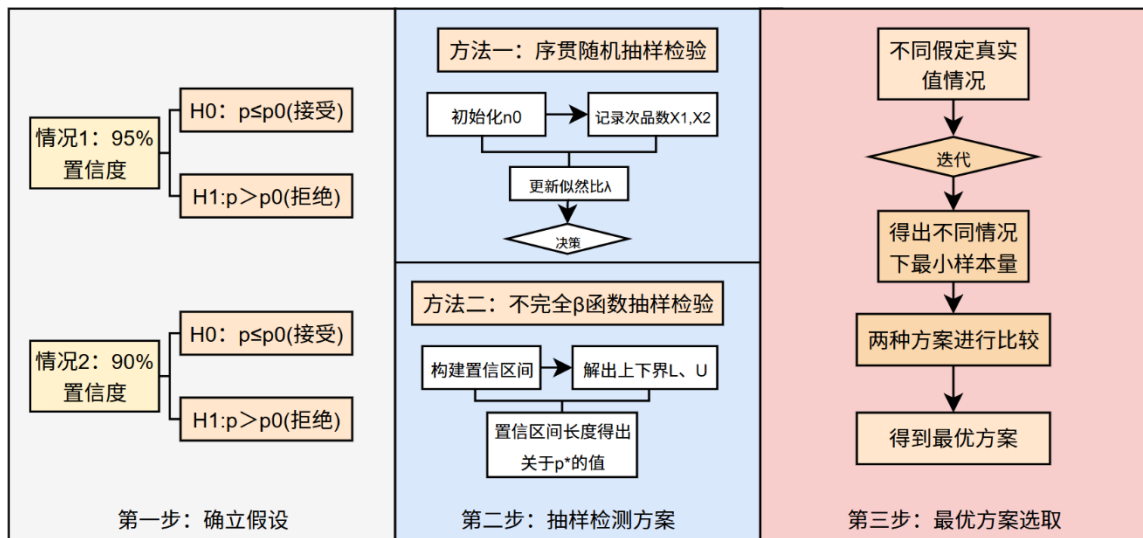 情况1：95%
置信度
H0：p≤p0(接受)
H1:p＞p0(拒绝)
情况2：90%
置信度
H0：p≤p0(接受)
H1:p＞p0(拒绝)
第一步：确立假设
方法一：序贯随机抽样检验
初始化n0
记录次品数X1,X2
更新似然比λ
决策
方法二：不完全β函数抽样检验
构建置信区间
解出上下界L、U
置信区间长度得出
关于p*的值
第二步：抽样检测方案
不同假定真实
值情况
迭代
得出不同情况
下最小样本量
两种方案进行比较
得到最优方案
第三步：最优方案选取